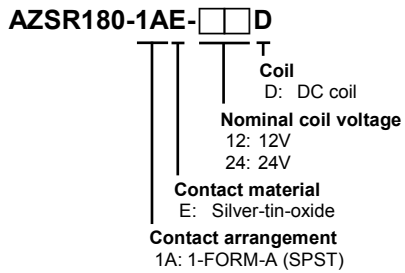 AZSR180-1AE-□□D
Coil
D: DC coil
Nominal coil voltage
12: 12V
24: 24V
Contact material
E: Silver-tin-oxide
Contact arrangement
1A: 1-FORM-A (SPST)